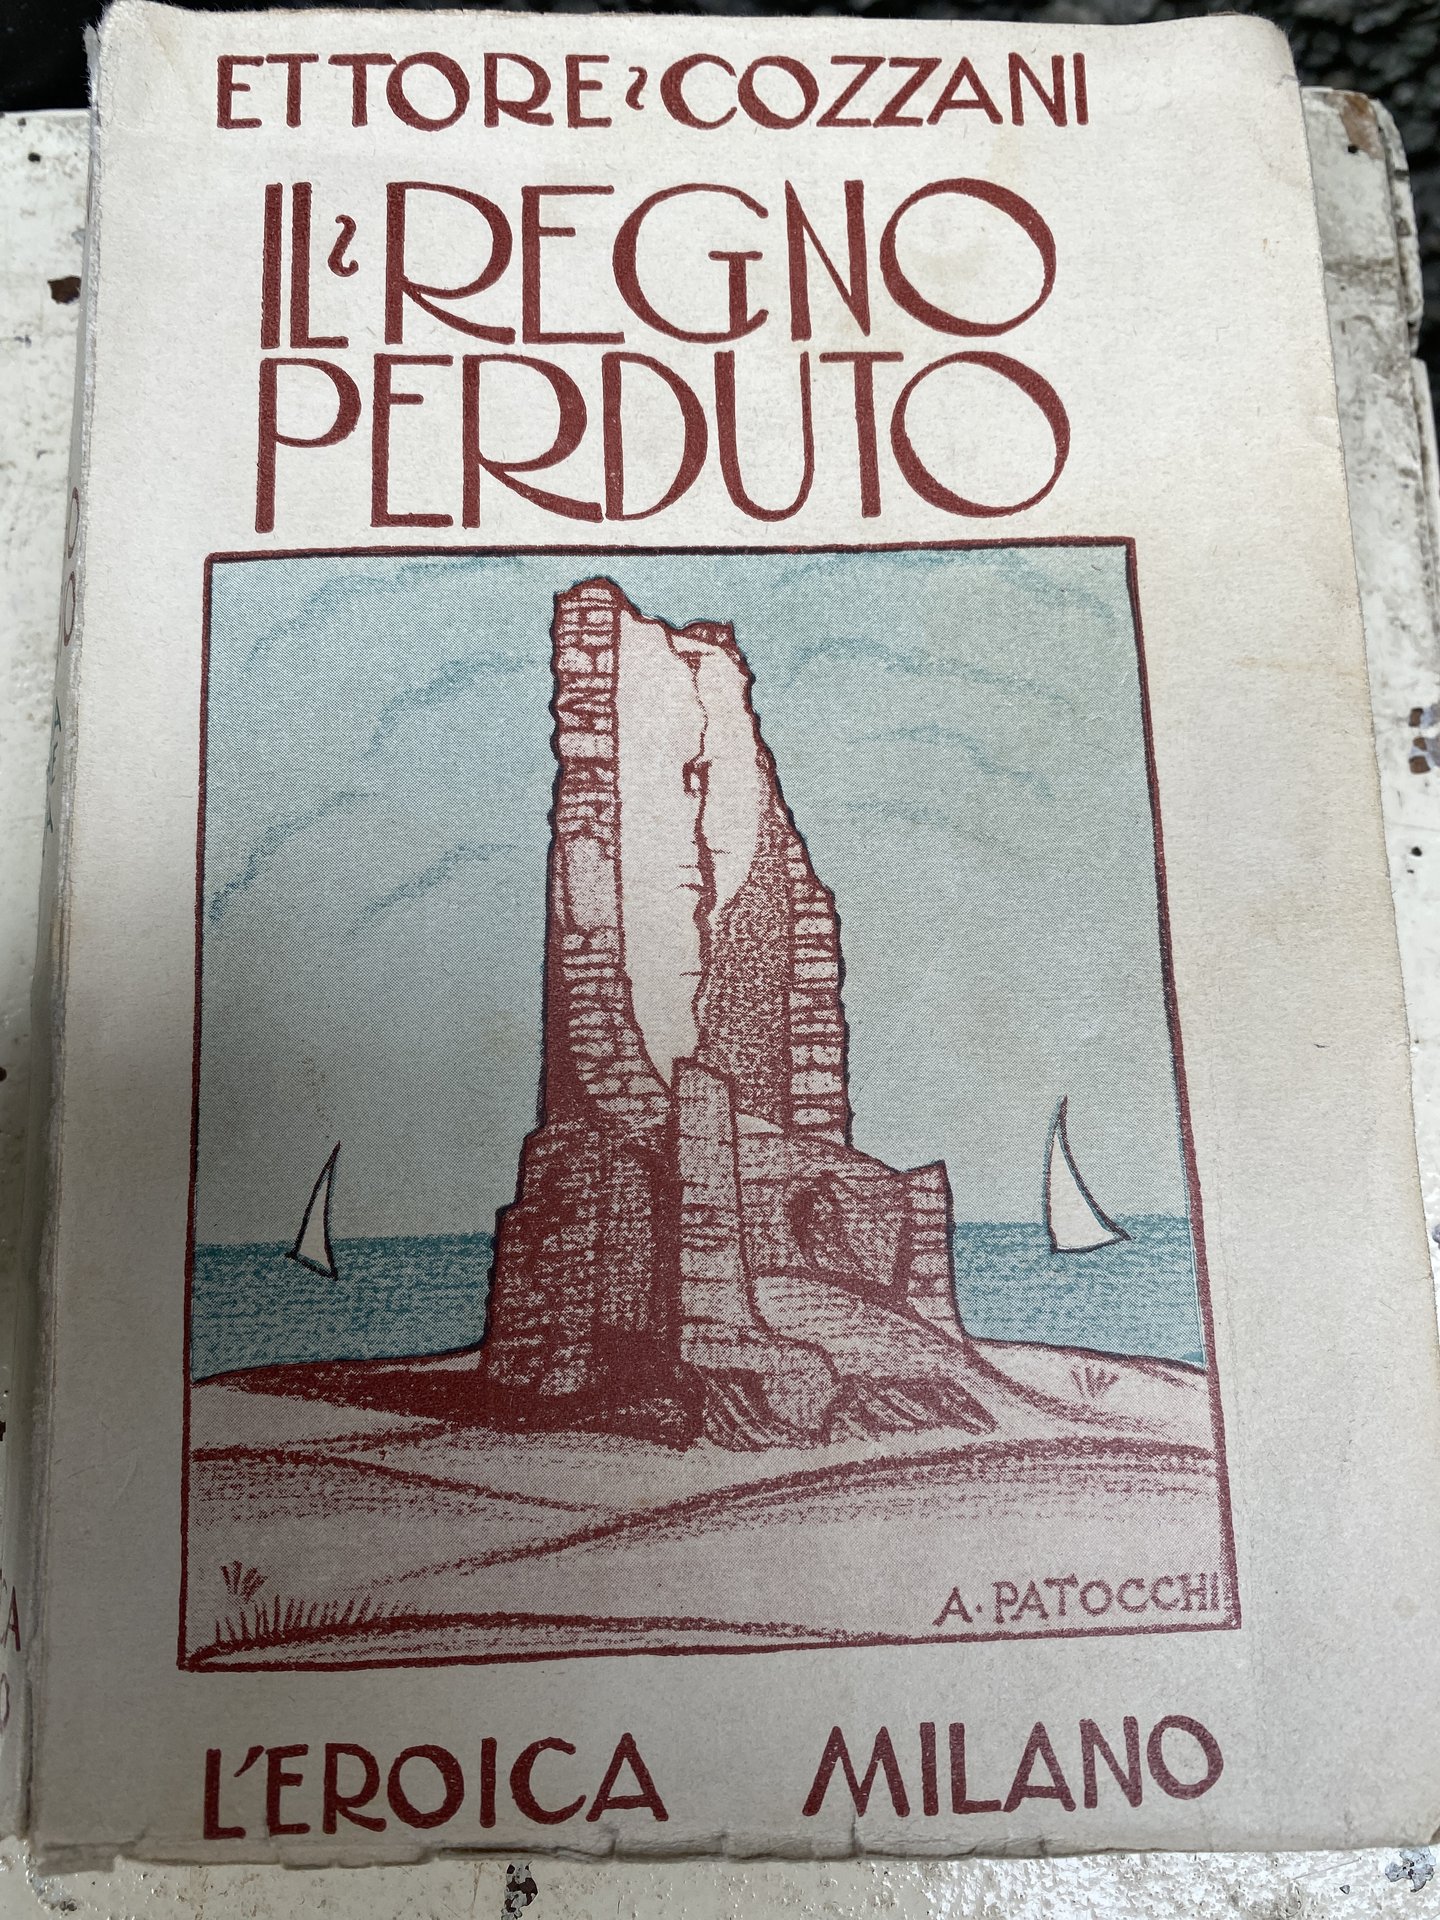 ETTORE COZZANI
IL REGNO
PERDUTO
A. PATOCCHI
L'EROICA MILANO